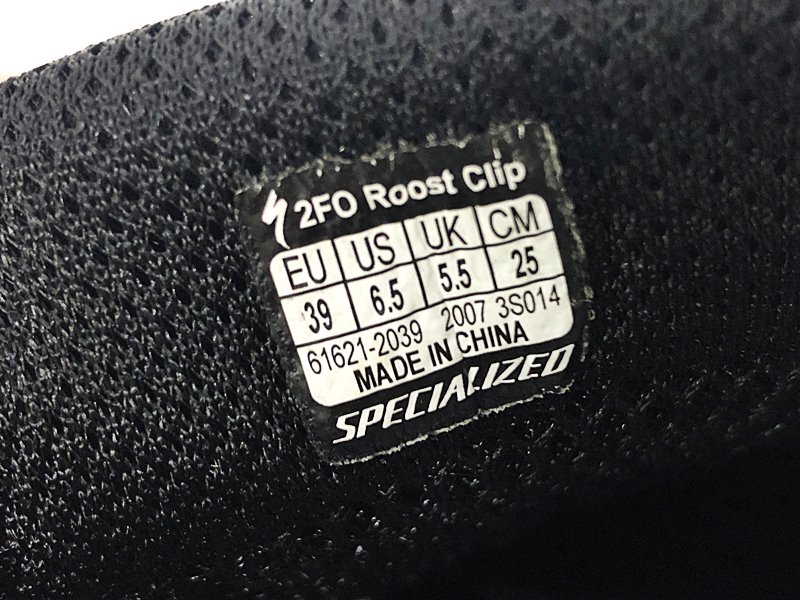 2FO Roost Clip
EU US UK CM
39 6.5 5.5 25
61621-2039 2007 3S014
MADE IN CHINA
SPECIALIZED